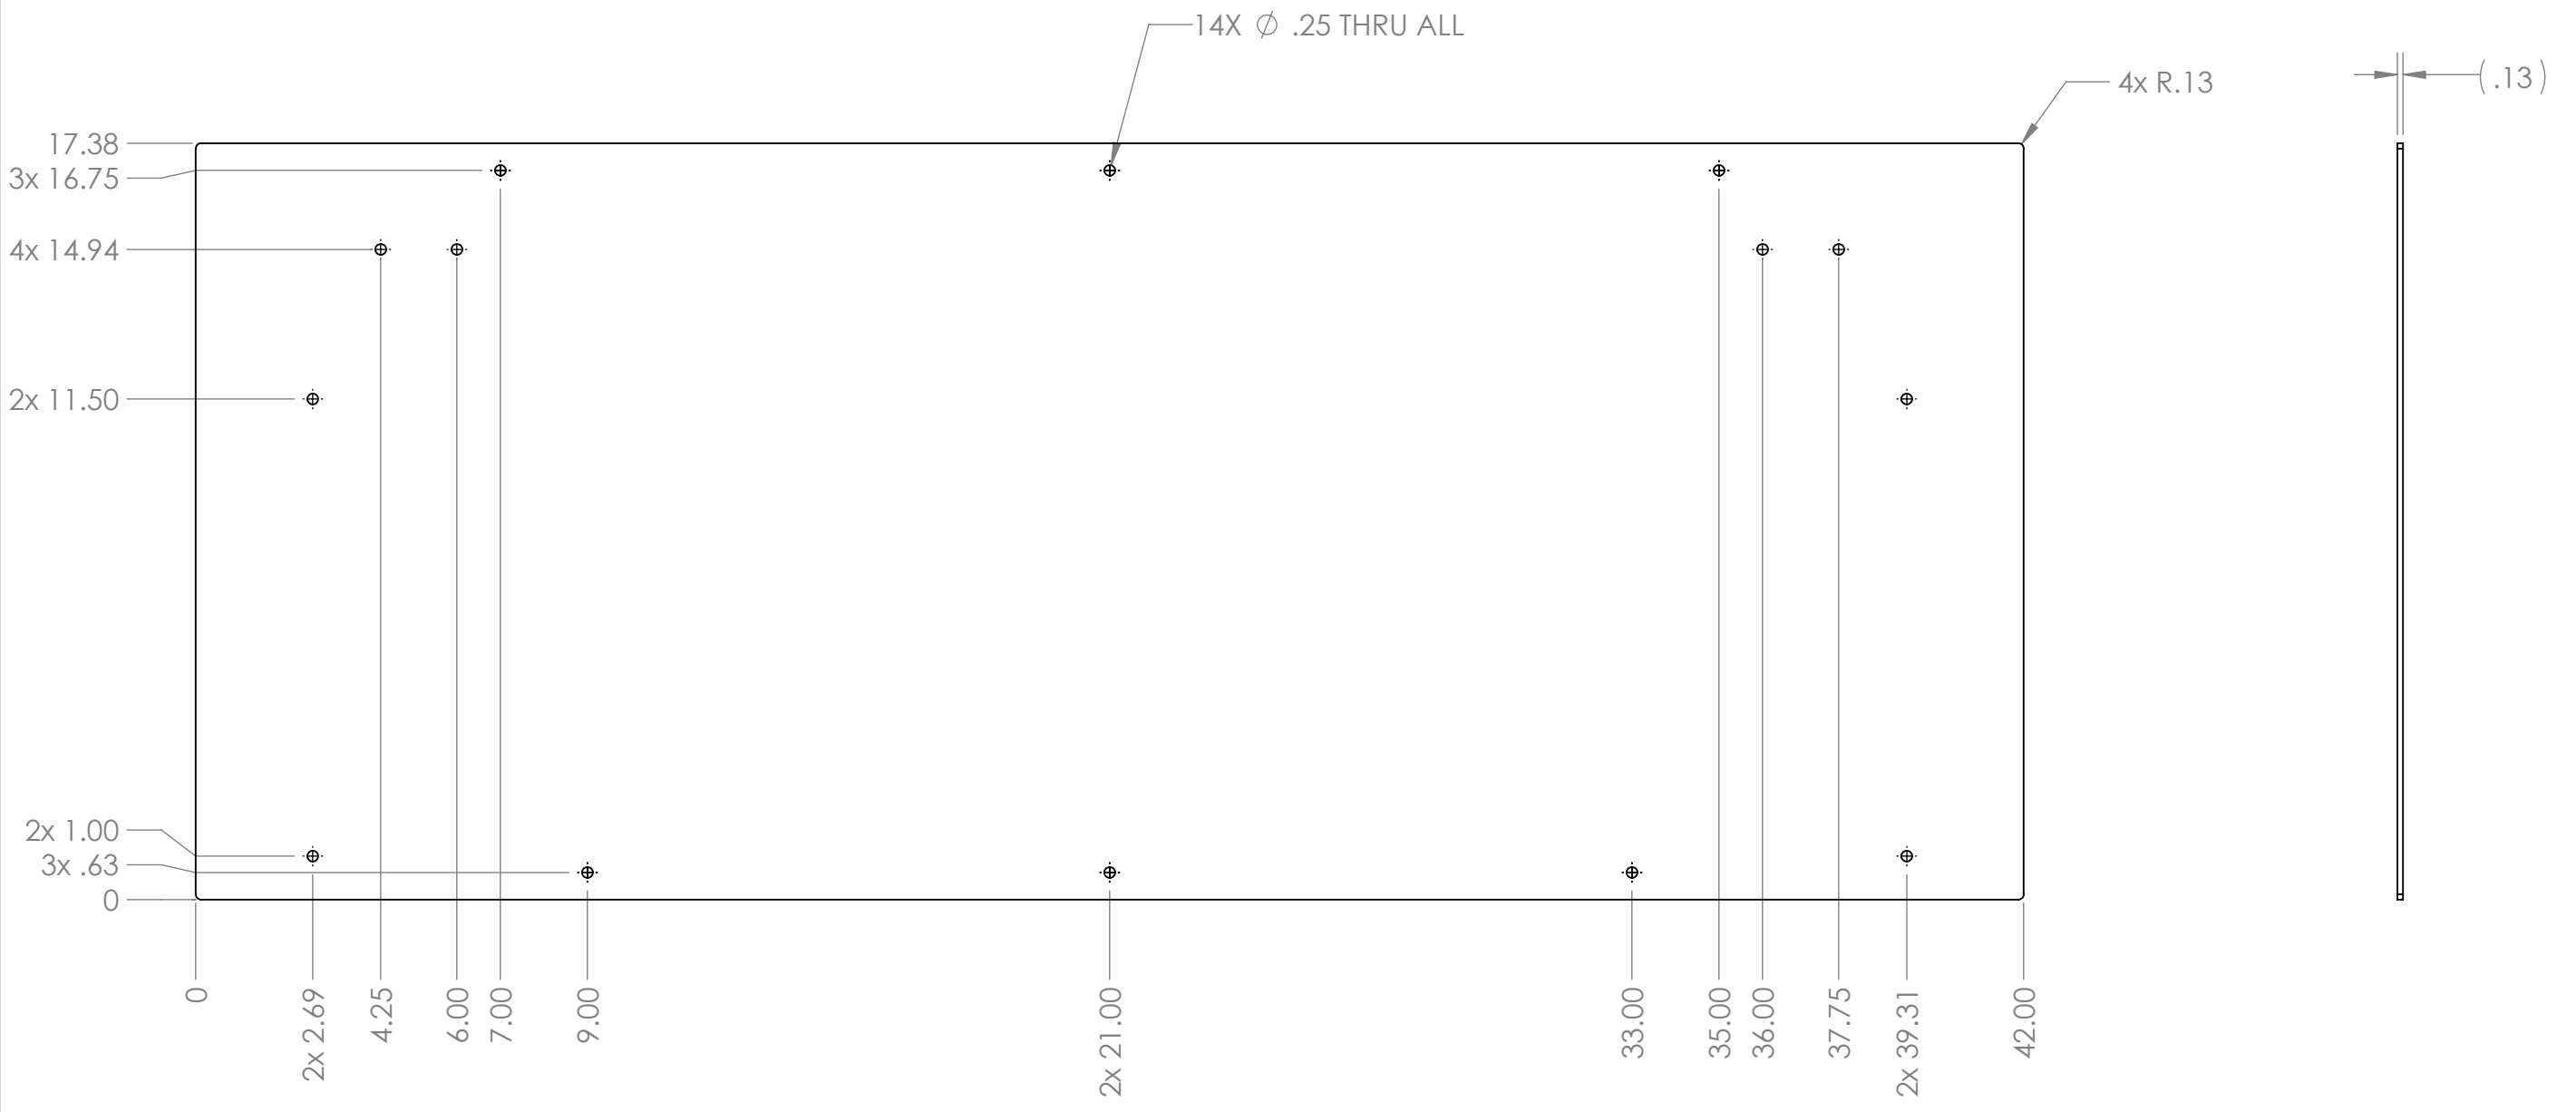 14X Ø .25 THRU ALL
4x R.13
( .13 )
17.38
3x 16.75
4x 14.94
2x 11.50
2x 1.00
3x .63
0
0
2x 2.69
4.25
6.00
7.00
9.00
2x 21.00
33.00
35.00
36.00
37.75
2x 39.31
42.00